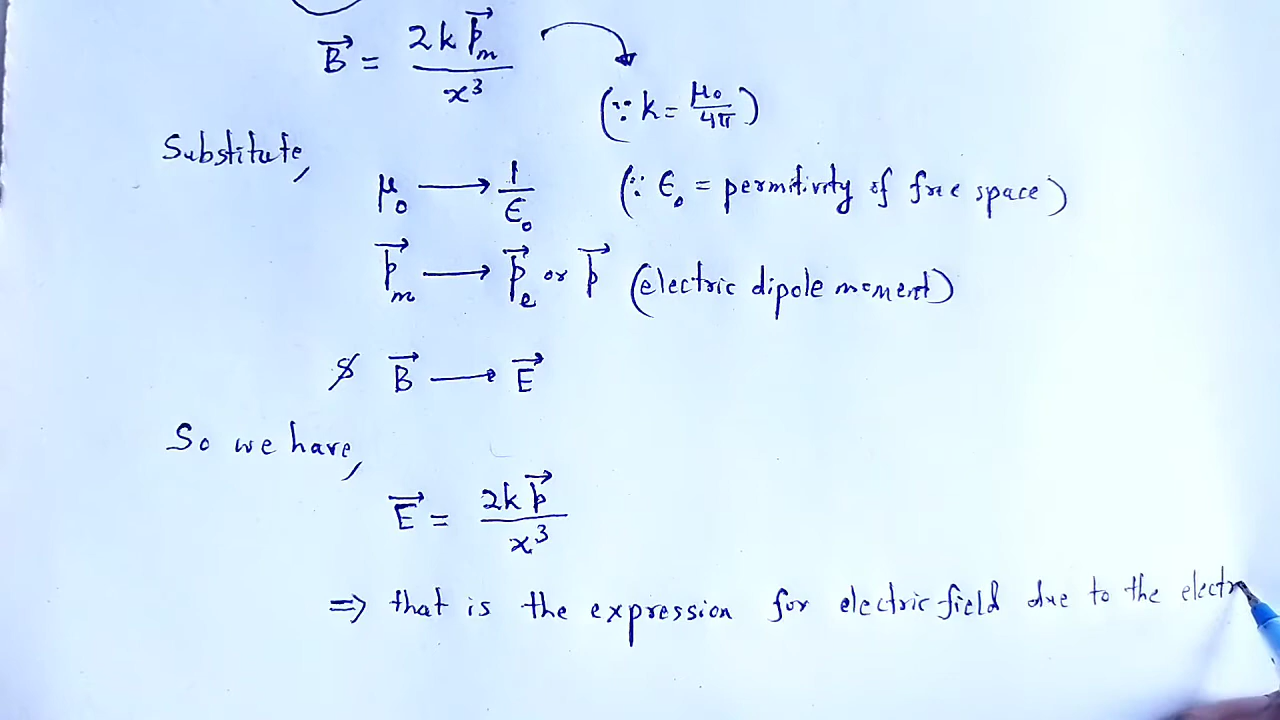 B⃗ = 2kp⃗ₘ / x³
(∵ k = μ₀/4π)
Substitute,
μ₀ ⟶ 1/ϵ₀ (∵ ϵ₀ = permitivity of free space)
p⃗ₘ ⟶ p⃗ₑ or p⃗ (electric dipole moment)
$ B⃗ ⟶ E⃗
So we have,
E⃗ = 2kp⃗ / x³
⇒ that is the expression for electric field due to the electr